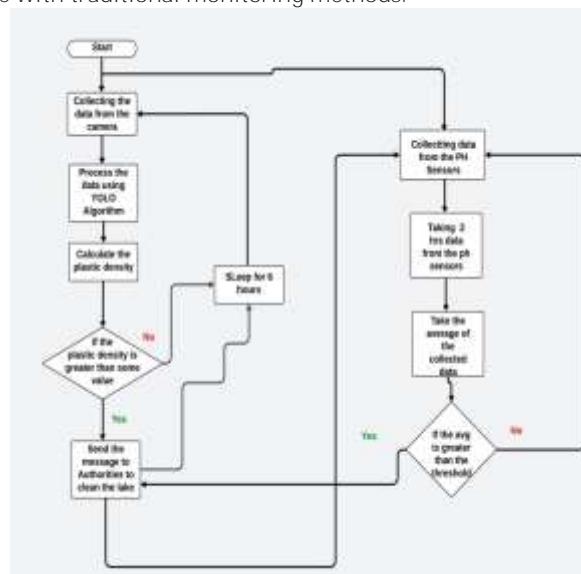 with traditional monitoring methods.
Start
Collecting the
data from the
camera
Process the
data using
YOLO
Algorithm
Calculate the
plastic density
If the
plastic density is
greater than some
value
No
Yes
SLeep for 6
hours
Send the
message to
Authorities to
clean the lake
Collecting data
from the PH
Sensors
Taking 2
hrs data
from the ph
sensors
Take the
average of
the
collected
data
If the avg
is greater
than the
threshold
Yes
No